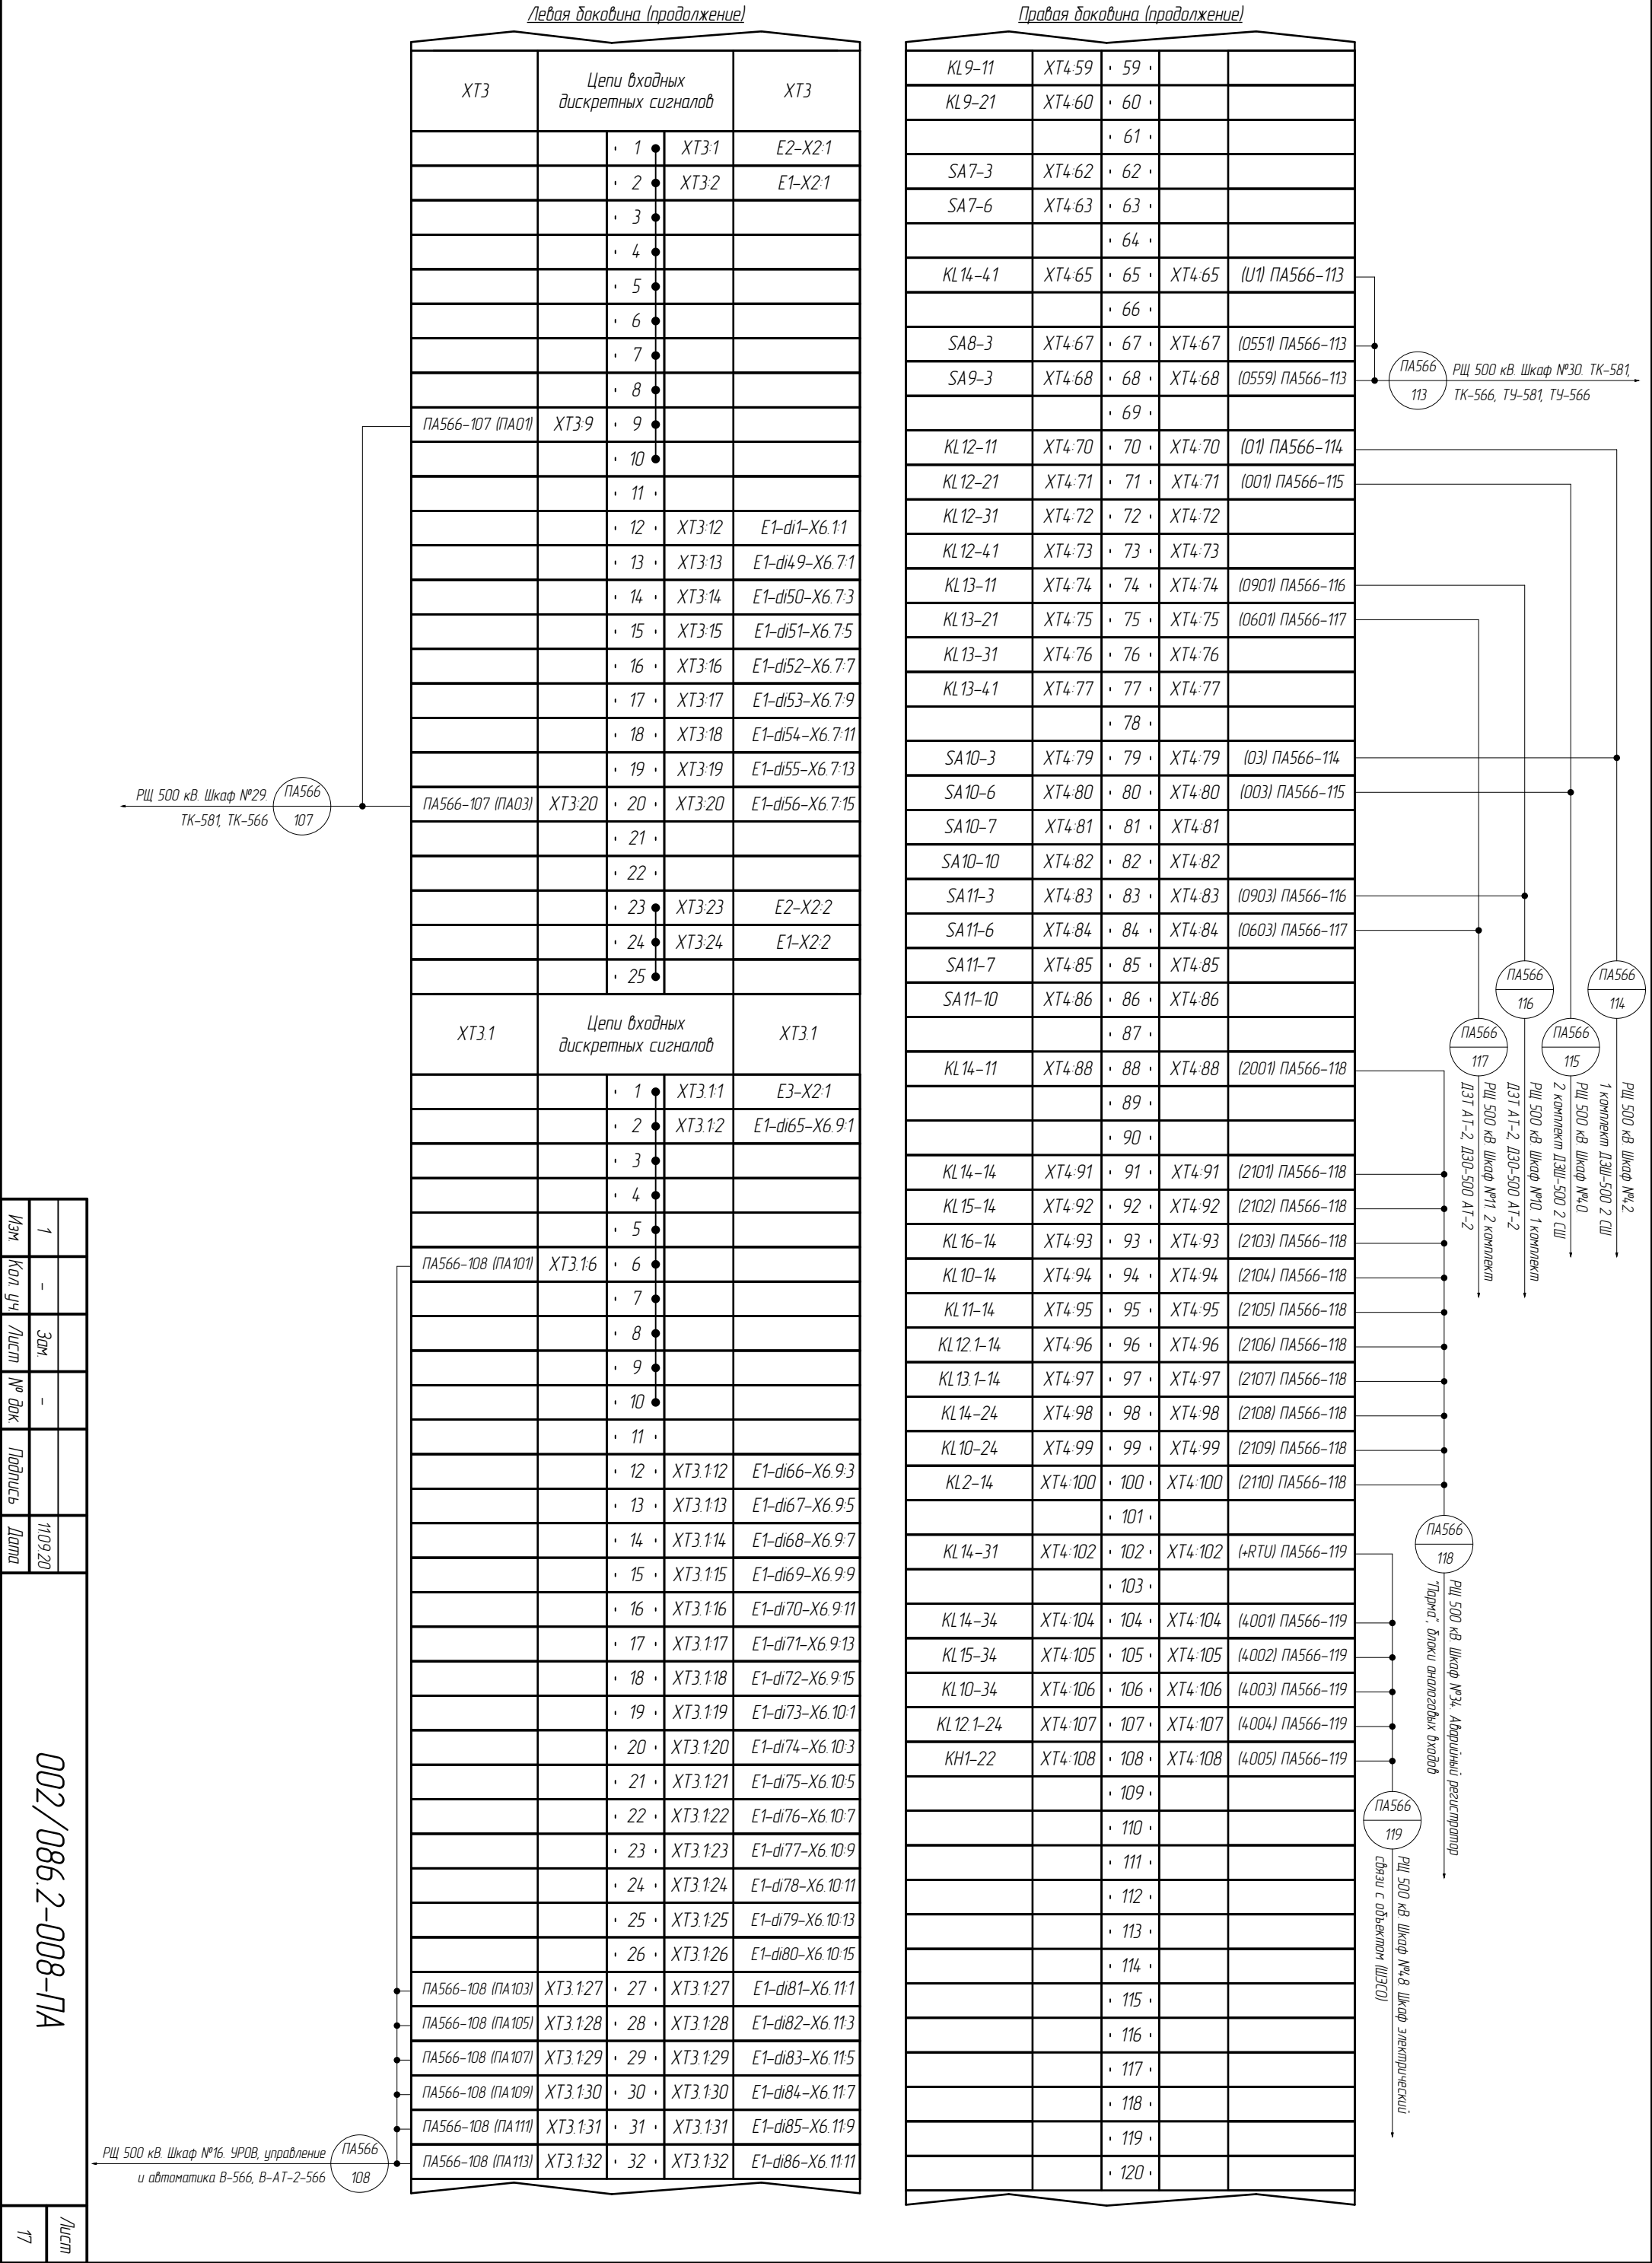 Левая боковина (продолжение)
ХТ3 Цепи входных дискретных сигналов ХТ3
1 ХТ3:1 Е2-Х2:1
2 ХТ3:2 Е1-Х2:1
3
4
5
6
7
8
ПА566-107 (ПА01) ХТ3:9 9
10
11
12 ХТ3:12 Е1-di1-Х6.1:1
13 ХТ3:13 Е1-di49-Х6.7:1
14 ХТ3:14 Е1-di50-Х6.7:3
15 ХТ3:15 Е1-di51-Х6.7:5
16 ХТ3:16 Е1-di52-Х6.7:7
17 ХТ3:17 Е1-di53-Х6.7:9
18 ХТ3:18 Е1-di54-Х6.7:11
19 ХТ3:19 Е1-di55-Х6.7:13
ПА566-107 (ПА03) ХТ3:20 20 ХТ3:20 Е1-di56-Х6.7:15
21
22
23 ХТ3:23 Е2-Х2:2
24 ХТ3:24 Е1-Х2:2
25
РЩ 500 кВ. Шкаф №29.
ТК-581, ТК-566
ПА566
107
ХТ3.1 Цепи входных дискретных сигналов ХТ3.1
1 ХТ3.1:1 Е3-Х2:1
2 ХТ3.1:2 Е1-di65-Х6.9:1
3
4
5
ПА566-108 (ПА101) ХТ3.1:6 6
7
8
9
10
11
12 ХТ3.1:12 Е1-di66-Х6.9:3
13 ХТ3.1:13 Е1-di67-Х6.9:5
14 ХТ3.1:14 Е1-di68-Х6.9:7
15 ХТ3.1:15 Е1-di69-Х6.9:9
16 ХТ3.1:16 Е1-di70-Х6.9:11
17 ХТ3.1:17 Е1-di71-Х6.9:13
18 ХТ3.1:18 Е1-di72-Х6.9:15
19 ХТ3.1:19 Е1-di73-Х6.10:1
20 ХТ3.1:20 Е1-di74-Х6.10:3
21 ХТ3.1:21 Е1-di75-Х6.10:5
22 ХТ3.1:22 Е1-di76-Х6.10:7
23 ХТ3.1:23 Е1-di77-Х6.10:9
24 ХТ3.1:24 Е1-di78-Х6.10:11
25 ХТ3.1:25 Е1-di79-Х6.10:13
26 ХТ3.1:26 Е1-di80-Х6.10:15
ПА566-108 (ПА103) ХТ3.1:27 27 ХТ3.1:27 Е1-di81-Х6.11:1
ПА566-108 (ПА105) ХТ3.1:28 28 ХТ3.1:28 Е1-di82-Х6.11:3
ПА566-108 (ПА107) ХТ3.1:29 29 ХТ3.1:29 Е1-di83-Х6.11:5
ПА566-108 (ПА109) ХТ3.1:30 30 ХТ3.1:30 Е1-di84-Х6.11:7
ПА566-108 (ПА111) ХТ3.1:31 31 ХТ3.1:31 Е1-di85-Х6.11:9
ПА566-108 (ПА113) ХТ3.1:32 32 ХТ3.1:32 Е1-di86-Х6.11:11
РЩ 500 кВ. Шкаф №16. УРОВ, управление
и автоматика В-566, В-АТ-2-566
ПА566
108
Правая боковина (продолжение)
KL9-11 ХТ4:59 59
KL9-21 ХТ4:60 60
61
SA7-3 ХТ4:62 62
SA7-6 ХТ4:63 63
64
KL14-41 ХТ4:65 65 ХТ4:65 (U1) ПА566-113
66
SA8-3 ХТ4:67 67 ХТ4:67 (0551) ПА566-113
SA9-3 ХТ4:68 68 ХТ4:68 (0559) ПА566-113
69
KL12-11 ХТ4:70 70 ХТ4:70 (01) ПА566-114
KL12-21 ХТ4:71 71 ХТ4:71 (001) ПА566-115
KL12-31 ХТ4:72 72 ХТ4:72
KL12-41 ХТ4:73 73 ХТ4:73
KL13-11 ХТ4:74 74 ХТ4:74 (0901) ПА566-116
KL13-21 ХТ4:75 75 ХТ4:75 (0601) ПА566-117
KL13-31 ХТ4:76 76 ХТ4:76
KL13-41 ХТ4:77 77 ХТ4:77
78
SA10-3 ХТ4:79 79 ХТ4:79 (03) ПА566-114
SA10-6 ХТ4:80 80 ХТ4:80 (003) ПА566-115
SA10-7 ХТ4:81 81 ХТ4:81
SA10-10 ХТ4:82 82 ХТ4:82
SA11-3 ХТ4:83 83 ХТ4:83 (0903) ПА566-116
SA11-6 ХТ4:84 84 ХТ4:84 (0603) ПА566-117
SA11-7 ХТ4:85 85 ХТ4:85
SA11-10 ХТ4:86 86 ХТ4:86
87
KL14-11 ХТ4:88 88 ХТ4:88 (2001) ПА566-118
89
90
KL14-14 ХТ4:91 91 ХТ4:91 (2101) ПА566-118
KL15-14 ХТ4:92 92 ХТ4:92 (2102) ПА566-118
KL16-14 ХТ4:93 93 ХТ4:93 (2103) ПА566-118
KL10-14 ХТ4:94 94 ХТ4:94 (2104) ПА566-118
KL11-14 ХТ4:95 95 ХТ4:95 (2105) ПА566-118
KL12.1-14 ХТ4:96 96 ХТ4:96 (2106) ПА566-118
KL13.1-14 ХТ4:97 97 ХТ4:97 (2107) ПА566-118
KL14-24 ХТ4:98 98 ХТ4:98 (2108) ПА566-118
KL10-24 ХТ4:99 99 ХТ4:99 (2109) ПА566-118
KL2-14 ХТ4:100 100 ХТ4:100 (2110) ПА566-118
101
KL14-31 ХТ4:102 102 ХТ4:102 (+RTU) ПА566-119
103
KL14-34 ХТ4:104 104 ХТ4:104 (4001) ПА566-119
KL15-34 ХТ4:105 105 ХТ4:105 (4002) ПА566-119
KL10-34 ХТ4:106 106 ХТ4:106 (4003) ПА566-119
KL12.1-24 ХТ4:107 107 ХТ4:107 (4004) ПА566-119
KH1-22 ХТ4:108 108 ХТ4:108 (4005) ПА566-119
109
110
111
112
113
114
115
116
117
118
119
120
ПА566
113
РЩ 500 кВ. Шкаф №30. ТК-581,
ТК-566, ТУ-581, ТУ-566
ПА566
114
РЩ 500 кВ. Шкаф №42.
1 комплект ДЗШ-500 2 СШ
ПА566
115
РЩ 500 кВ. Шкаф №40.
2 комплект ДЗШ-500 2 СШ
ПА566
116
РЩ 500 кВ. Шкаф №10. 1 комплект
ДЗТ АТ-2, ДЗО-500 АТ-2
ПА566
117
РЩ 500 кВ. Шкаф №11. 2 комплект
ДЗТ АТ-2, ДЗО-500 АТ-2
ПА566
118
РЩ 500 кВ. Шкаф №34. Аварийный регистратор
"Парма", блоки аналоговых входов
ПА566
119
РЩ 500 кВ. Шкаф №48. Шкаф электрический
связи с объектом (ШЭСО)
1 - Зам. - 11.09.20
Изм. Кол. уч. Лист № док. Подпись Дата
002/086.2-008-ПА
Лист
17